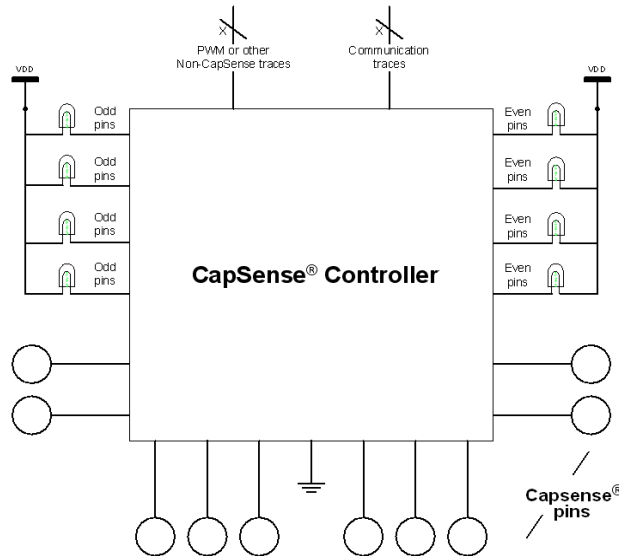 X
X
PWM or other
Non-CapSense traces
Communication
traces
VDD
VDD
Odd
pins
Even
pins
Odd
pins
Even
pins
Odd
pins
Even
pins
Odd
pins
Even
pins
CapSense® Controller
Capsense®
pins